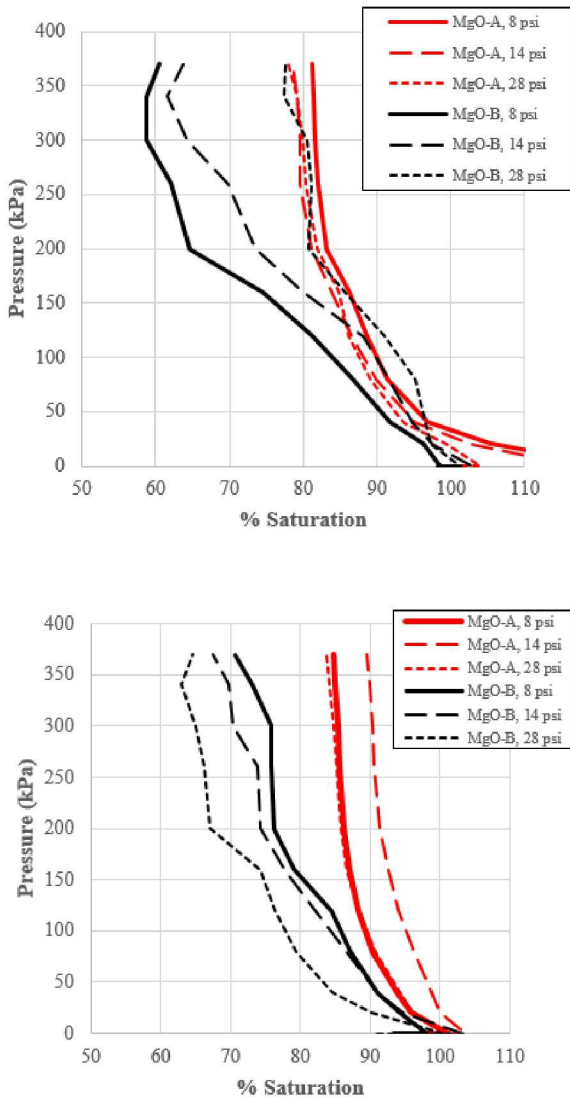 400
350
300
250
200
150
100
50
0
Pressure (kPa)
MgO-A, 8 psi
MgO-A, 14 psi
MgO-A, 28 psi
MgO-B, 8 psi
MgO-B, 14 psi
MgO-B, 28 psi
50 60 70 80 90 100 110
% Saturation
400
350
300
250
200
150
100
50
0
Pressure (kPa)
MgO-A, 8 psi
MgO-A, 14 psi
MgO-A, 28 psi
MgO-B, 8 psi
MgO-B, 14 psi
MgO-B, 28 psi
50 60 70 80 90 100 110
% Saturation